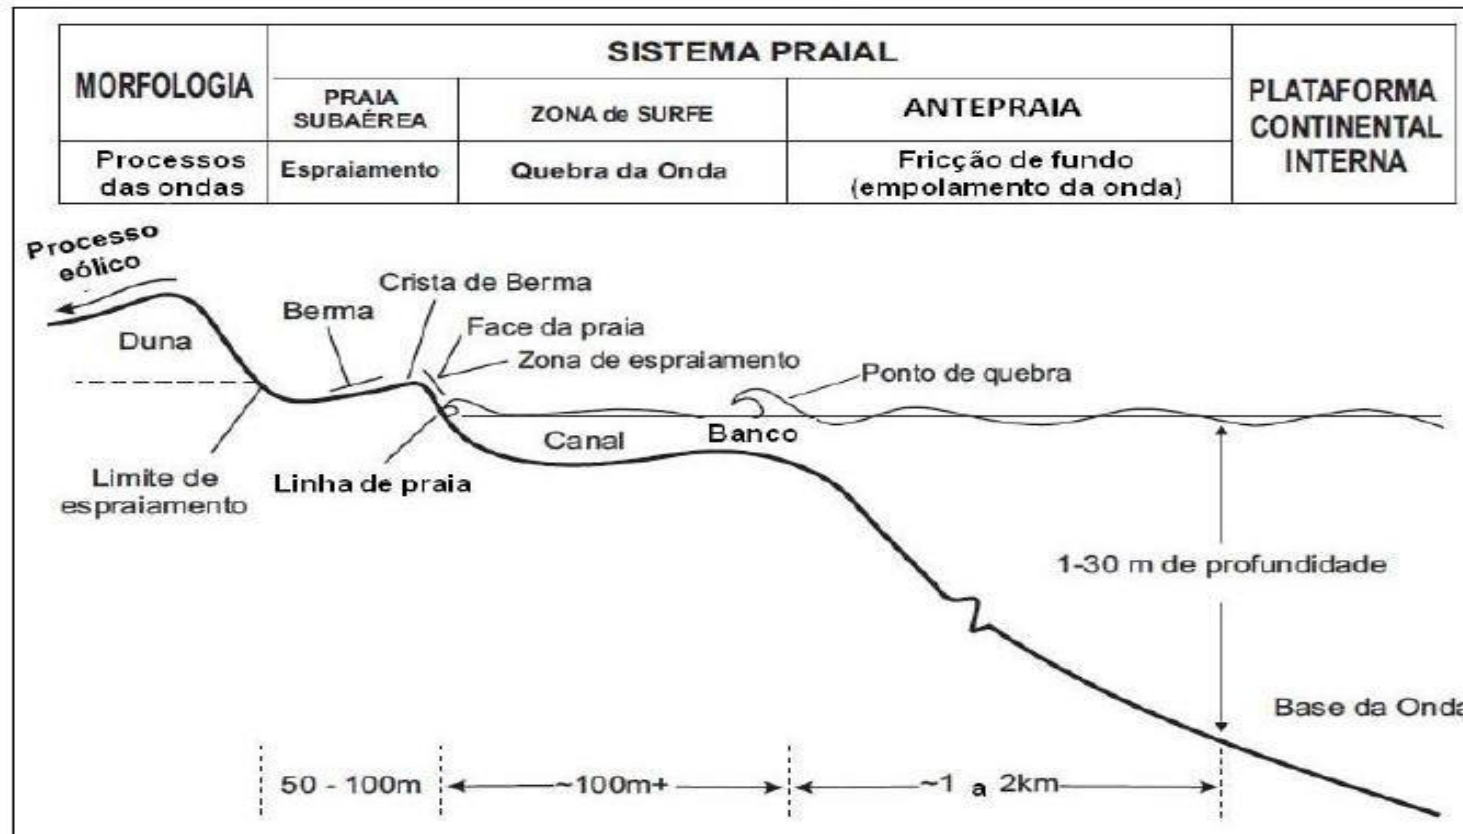 SISTEMA PRAIAL
MORFOLOGIA
PRAIA
SUBAÉREA
ZONA de SURFE
ANTEPRAIA
PLATAFORMA
CONTINENTAL
INTERNA
Processos
das ondas
Espraiamento
Quebra da Onda
Fricção de fundo
(empolamento da onda)
Processo
eólico
Crista de Berma
Berma
Face da praia
Duna
Zona de espraiamento
Ponto de quebra
Canal
Banco
Limite de
espraiamento
Linha de praia
1-30 m de profundidade
Base da Onda
50 - 100m
~100m+
~1 a 2km